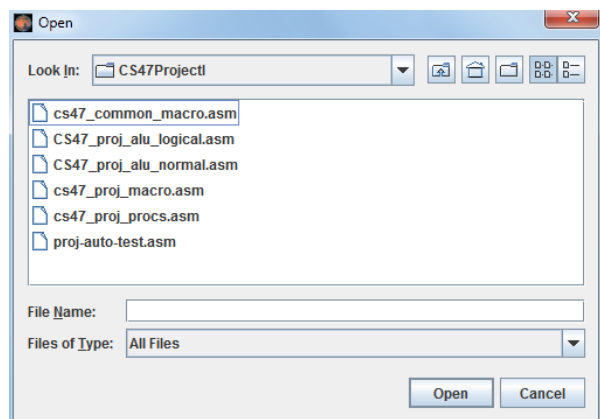 Open
Look In: CS47ProjectI
cs47_common_macro.asm
CS47_proj_alu_logical.asm
CS47_proj_alu_normal.asm
cs47_proj_macro.asm
cs47_proj_procs.asm
proj-auto-test.asm
File Name:
Files of Type: All Files
Open Cancel